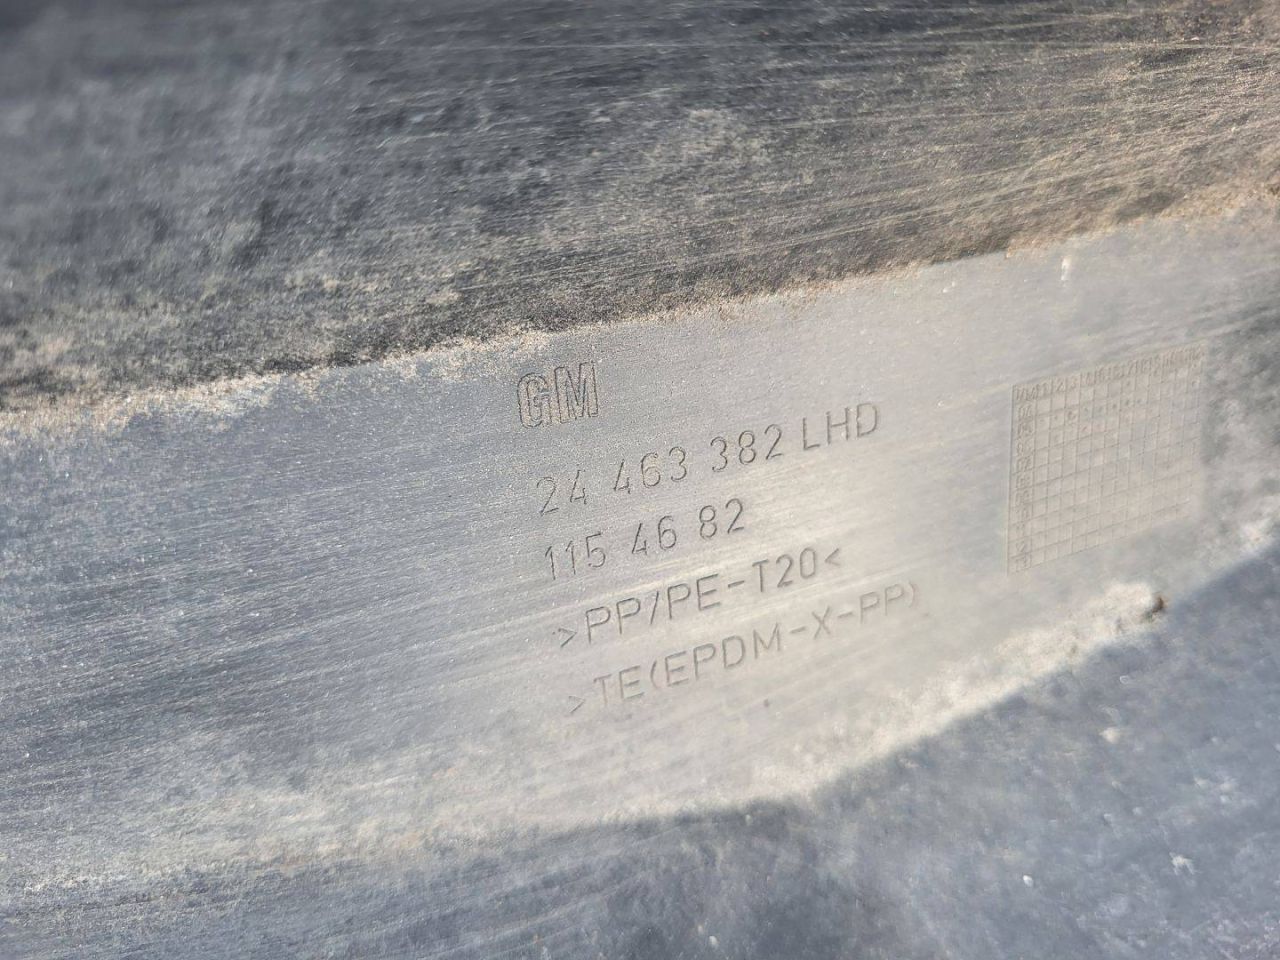 GM
24 463 382 LHD
115 46 82
>PP/PE-T20<
>TE(EPDM-X-PP)